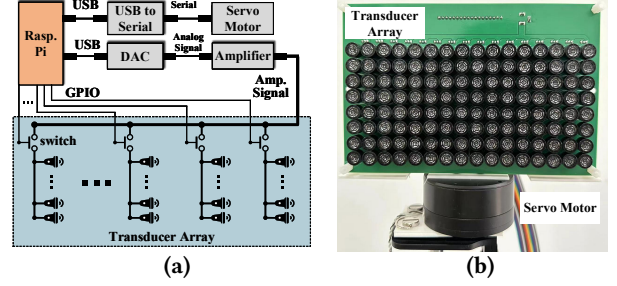 Rasp.
Pi
USB
USB to
Serial
Serial
Servo
Motor
USB
DAC
Analog
Signal
Amplifier
Amp.
Signal
GPIO
switch
Transducer Array
(a)
Transducer
Array
Servo Motor
(b)